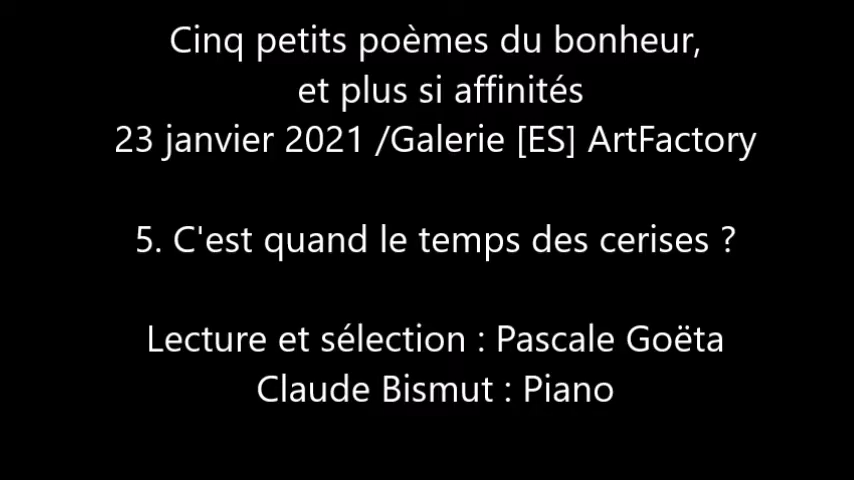 Cinq petits poèmes du bonheur,
et plus si affinités
23 janvier 2021 /Galerie [ES] ArtFactory
5. C'est quand le temps des cerises ?
Lecture et sélection : Pascale Goëta
Claude Bismut : Piano